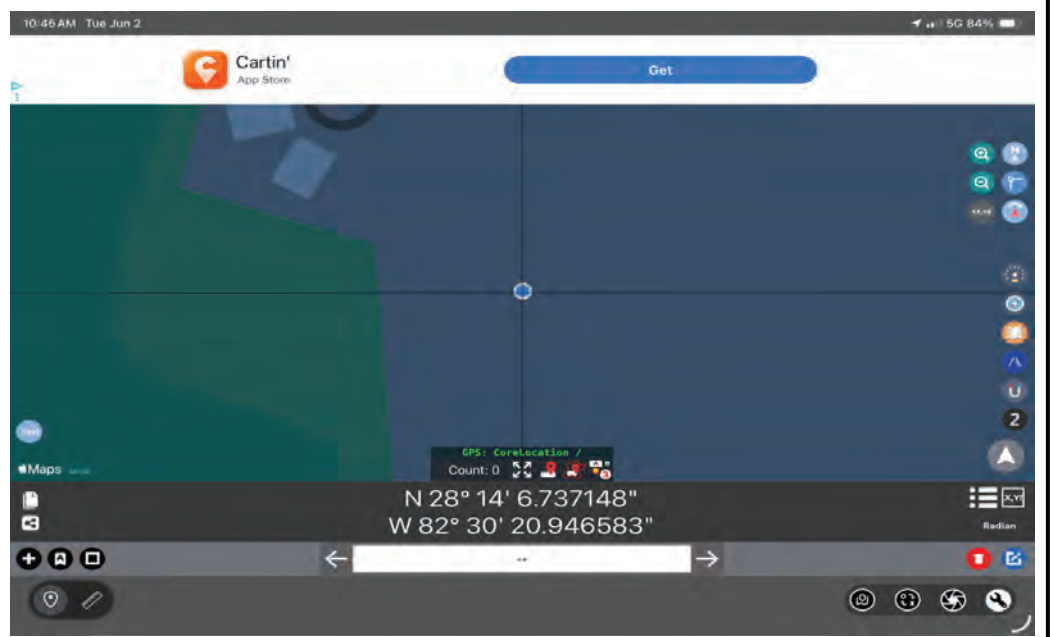 10:46 AM Tue Jun 2
5G 84%
Cartin'
App Store
Get
GPS: CoreLocation /
Count: 0
3
2
Maps
N 28° 14' 6.737148"
W 82° 30' 20.946583"
X,Y
Radian
--